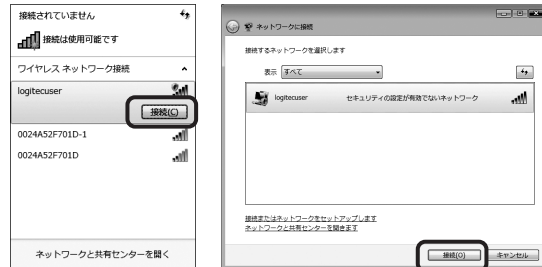 接続されていません
接続は使用可能です
ワイヤレス ネットワーク接続
logitecuser
接続(C)
0024A52F701D-1
0024A52F701D
ネットワークと共有センターを開く
ネットワークに接続
接続するネットワークを選択します
表示 すべて
logitecuser セキュリティの設定が有効でないネットワーク
接続またはネットワークをセットアップします
ネットワークと共有センターを開きます
接続(O) キャンセル